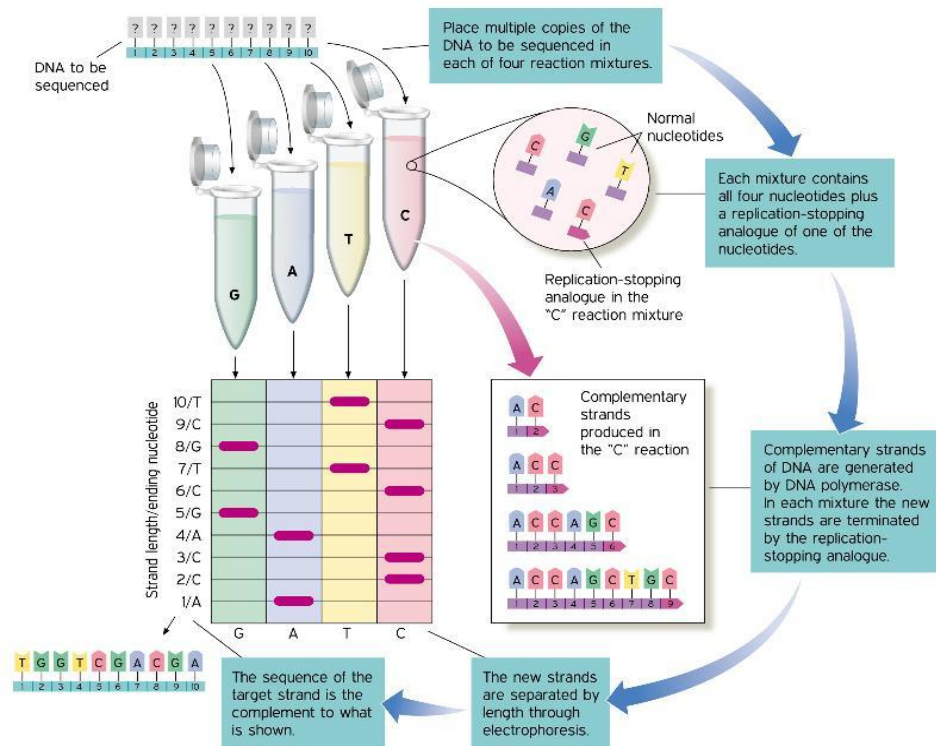 ? ? ? ? ? ? ? ? ? ?
1 2 3 4 5 6 7 8 9 10
DNA to be
sequenced
Place multiple copies of the
DNA to be sequenced in
each of four reaction mixtures.
G
A
T
C
C
G
T
A
C
Normal
nucleotides
Replication-stopping
analogue in the
"C" reaction mixture
Each mixture contains
all four nucleotides plus
a replication-stopping
analogue of one of the
nucleotides.
Strand length/ending nucleotide
10/T
9/C
8/G
7/T
6/C
5/G
4/A
3/C
2/C
1/A
G A T C
Complementary
strands
produced in
the "C" reaction
A C
1 2
A C C
1 2 3
A C C A G C
1 2 3 4 5 6
A C C A G C T G C
1 2 3 4 5 6 7 8 9
Complementary strands
of DNA are generated
by DNA polymerase.
In each mixture the new
strands are terminated
by the replication-
stopping analogue.
The new strands
are separated by
length through
electrophoresis.
The sequence of the
target strand is the
complement to what
is shown.
T G G T C G A C G A
1 2 3 4 5 6 7 8 9 10